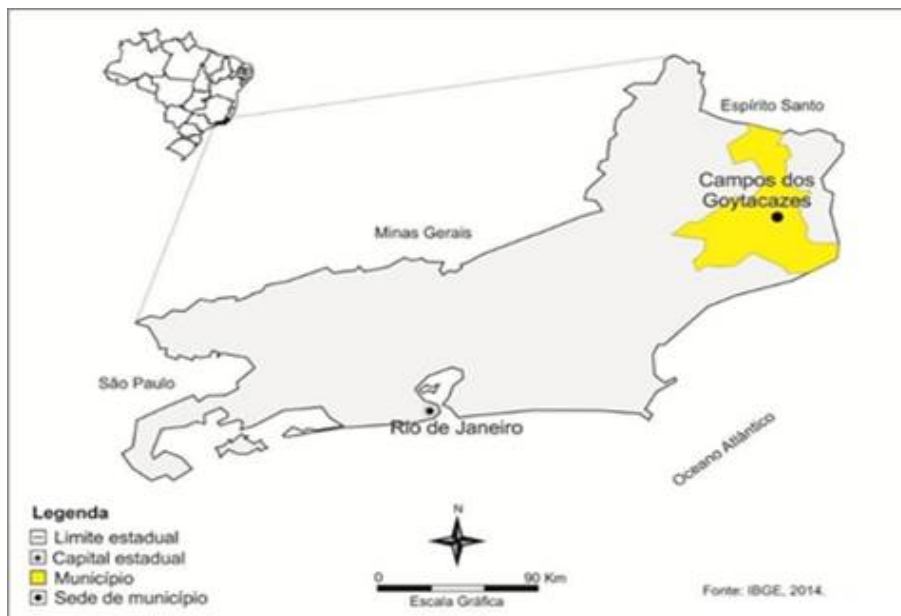 Espírito Santo
Campos dos
Goytacazes
Minas Gerais
São Paulo
Rio de Janeiro
Oceano Atlântico
Legenda
Limite estadual
Capital estadual
Município
Sede de município
N
0 90 Km
Escala Gráfica
Fonte: IBGE, 2014.